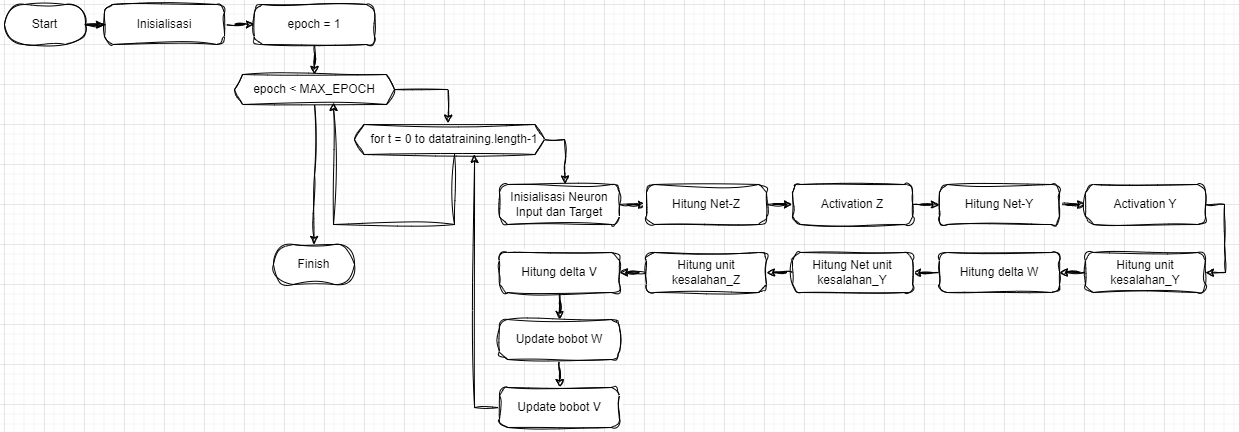 Start
Inisialisasi
epoch = 1
epoch < MAX_EPOCH
for t = 0 to datatraining.length-1
Inisialisasi Neuron
Input dan Target
Hitung Net-Z
Activation Z
Hitung Net-Y
Activation Y
Hitung unit
kesalahan_Y
Hitung delta W
Hitung Net unit
kesalahan_Y
Hitung unit
kesalahan_Z
Hitung delta V
Update bobot W
Update bobot V
Finish